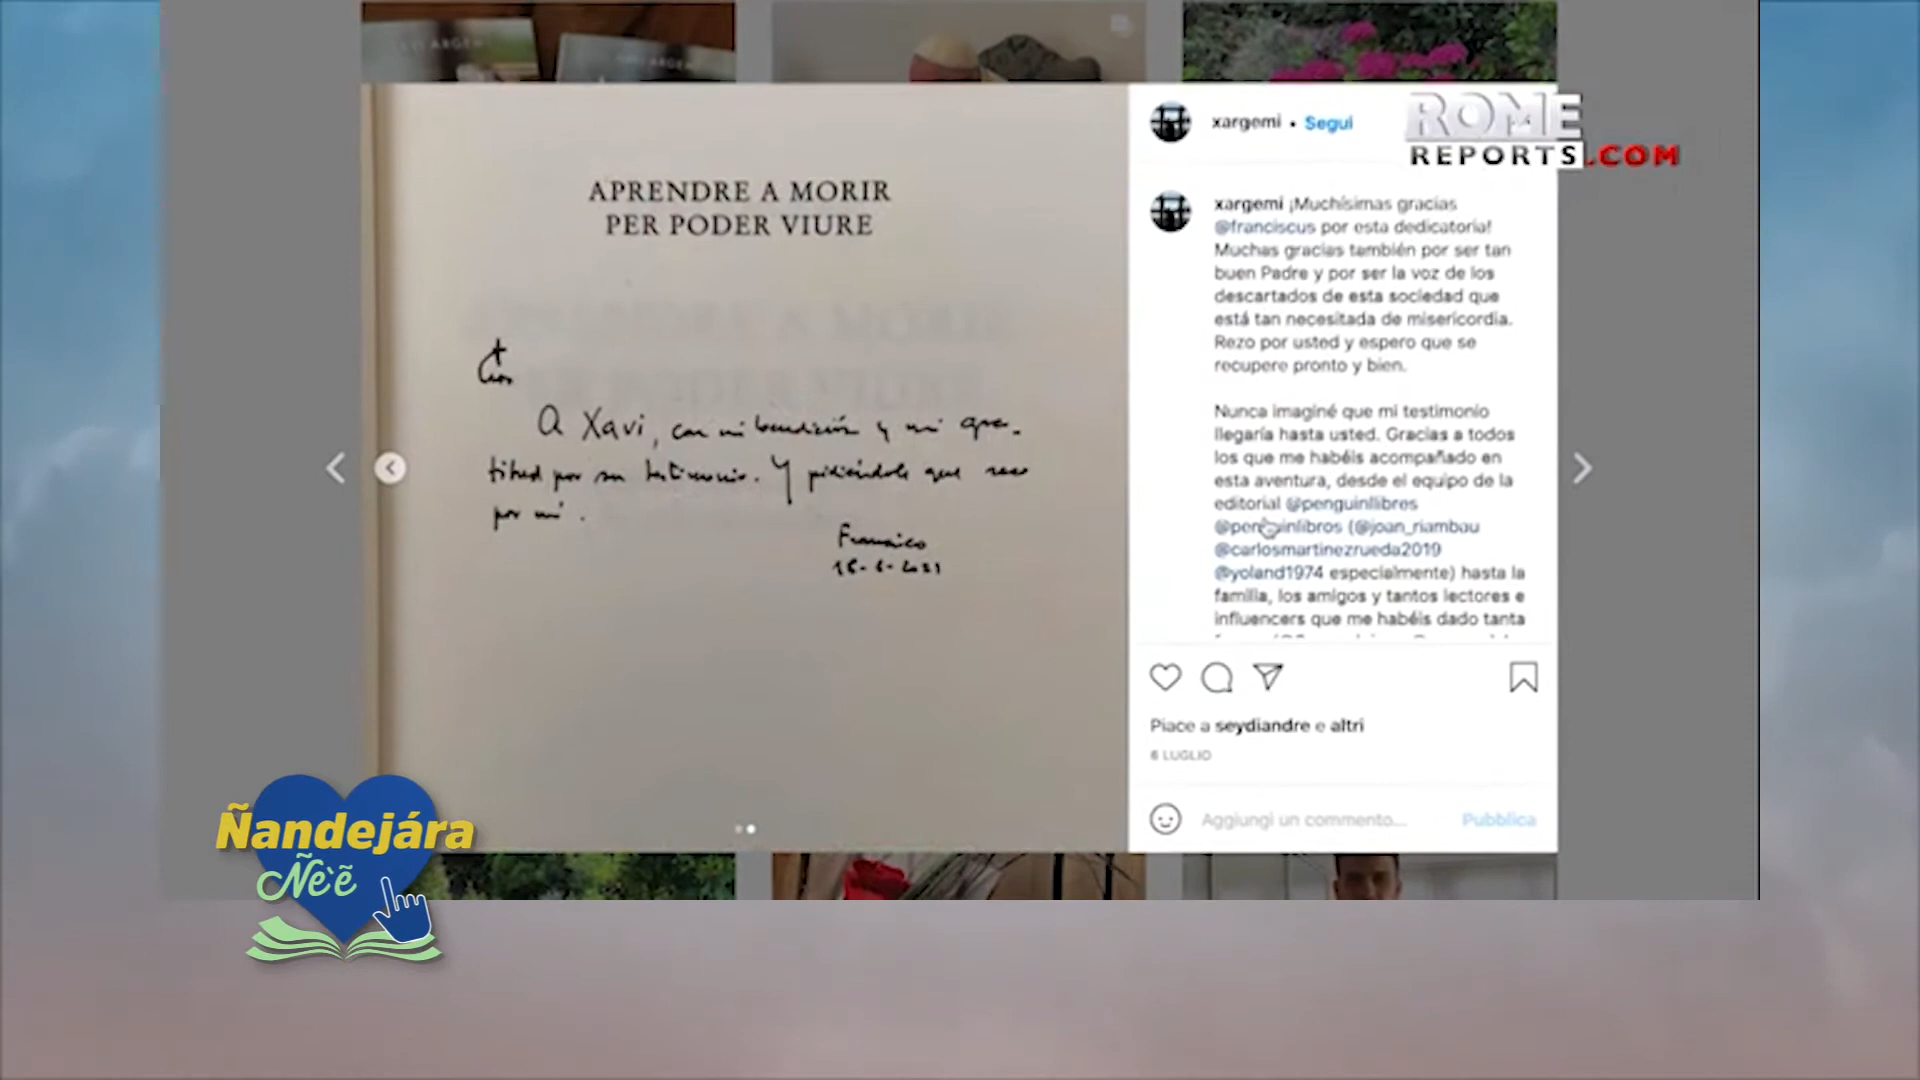 APRENDRE A MORIR
PER PODER VIURE
A Xavi, con mi bendición y mi gra-
titud por su testimonio. Y pidiéndole que rece
por mí.
Francisco
xargemi • Segui
ROME
REPORTS.COM
xargemi ¡Muchísimas gracias
@franciscus por esta dedicatoria!
Muchas gracias también por ser tan
buen Padre y por ser la voz de los
descartados de esta sociedad que
está tan necesitada de misericordia.
Rezo por usted y espero que se
recupere pronto y bien.
Nunca imaginé que mi testimonio
llegaría hasta usted. Gracias a todos
los que me habéis acompañado en
esta aventura, desde el equipo de la
editorial @penguinllibres
@penguinlibros (@joan_riambau
@carlosmartinezrueda2019
@yoland1974 especialmente) hasta la
familia, los amigos y tantos lectores e
influencers que me habéis dado tanta
Piace a seydiandre e altri
6 LUGLIO
Aggiungi un commento... Pubblica
Ñandejára
Ñe'ẽ